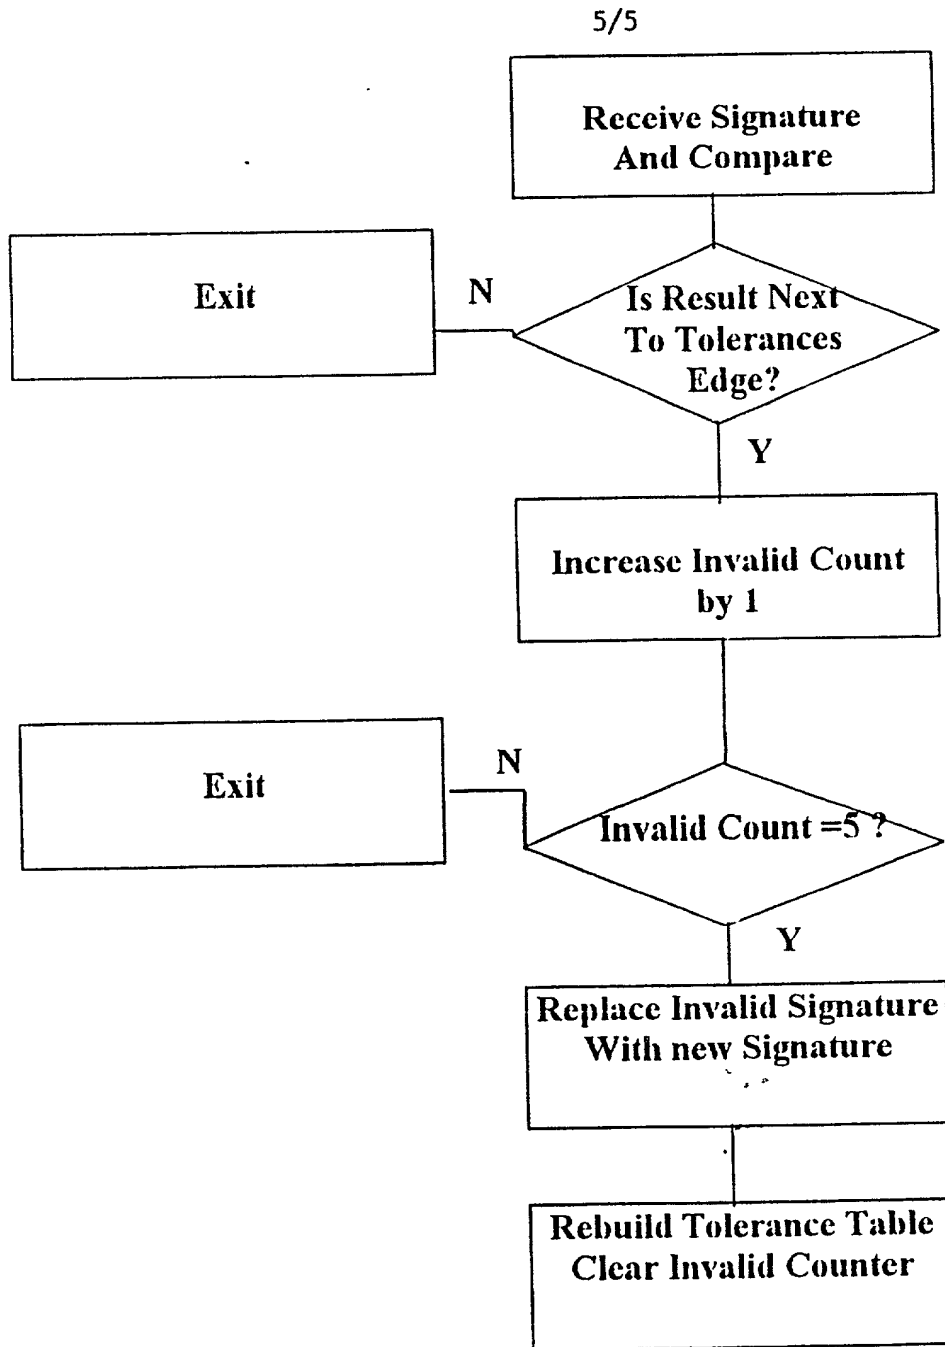 5/5
Receive Signature
And Compare
Exit
N
Is Result Next
To Tolerances
Edge?
Y
Increase Invalid Count
by 1
Exit
N
Invalid Count =5 ?
Y
Replace Invalid Signature
With new Signature
Rebuild Tolerance Table
Clear Invalid Counter